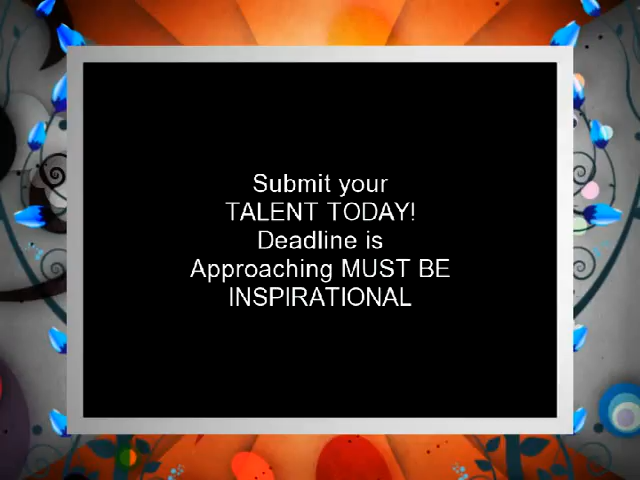 Submit your
TALENT TODAY!
Deadline is
Approaching MUST BE
INSPIRATIONAL